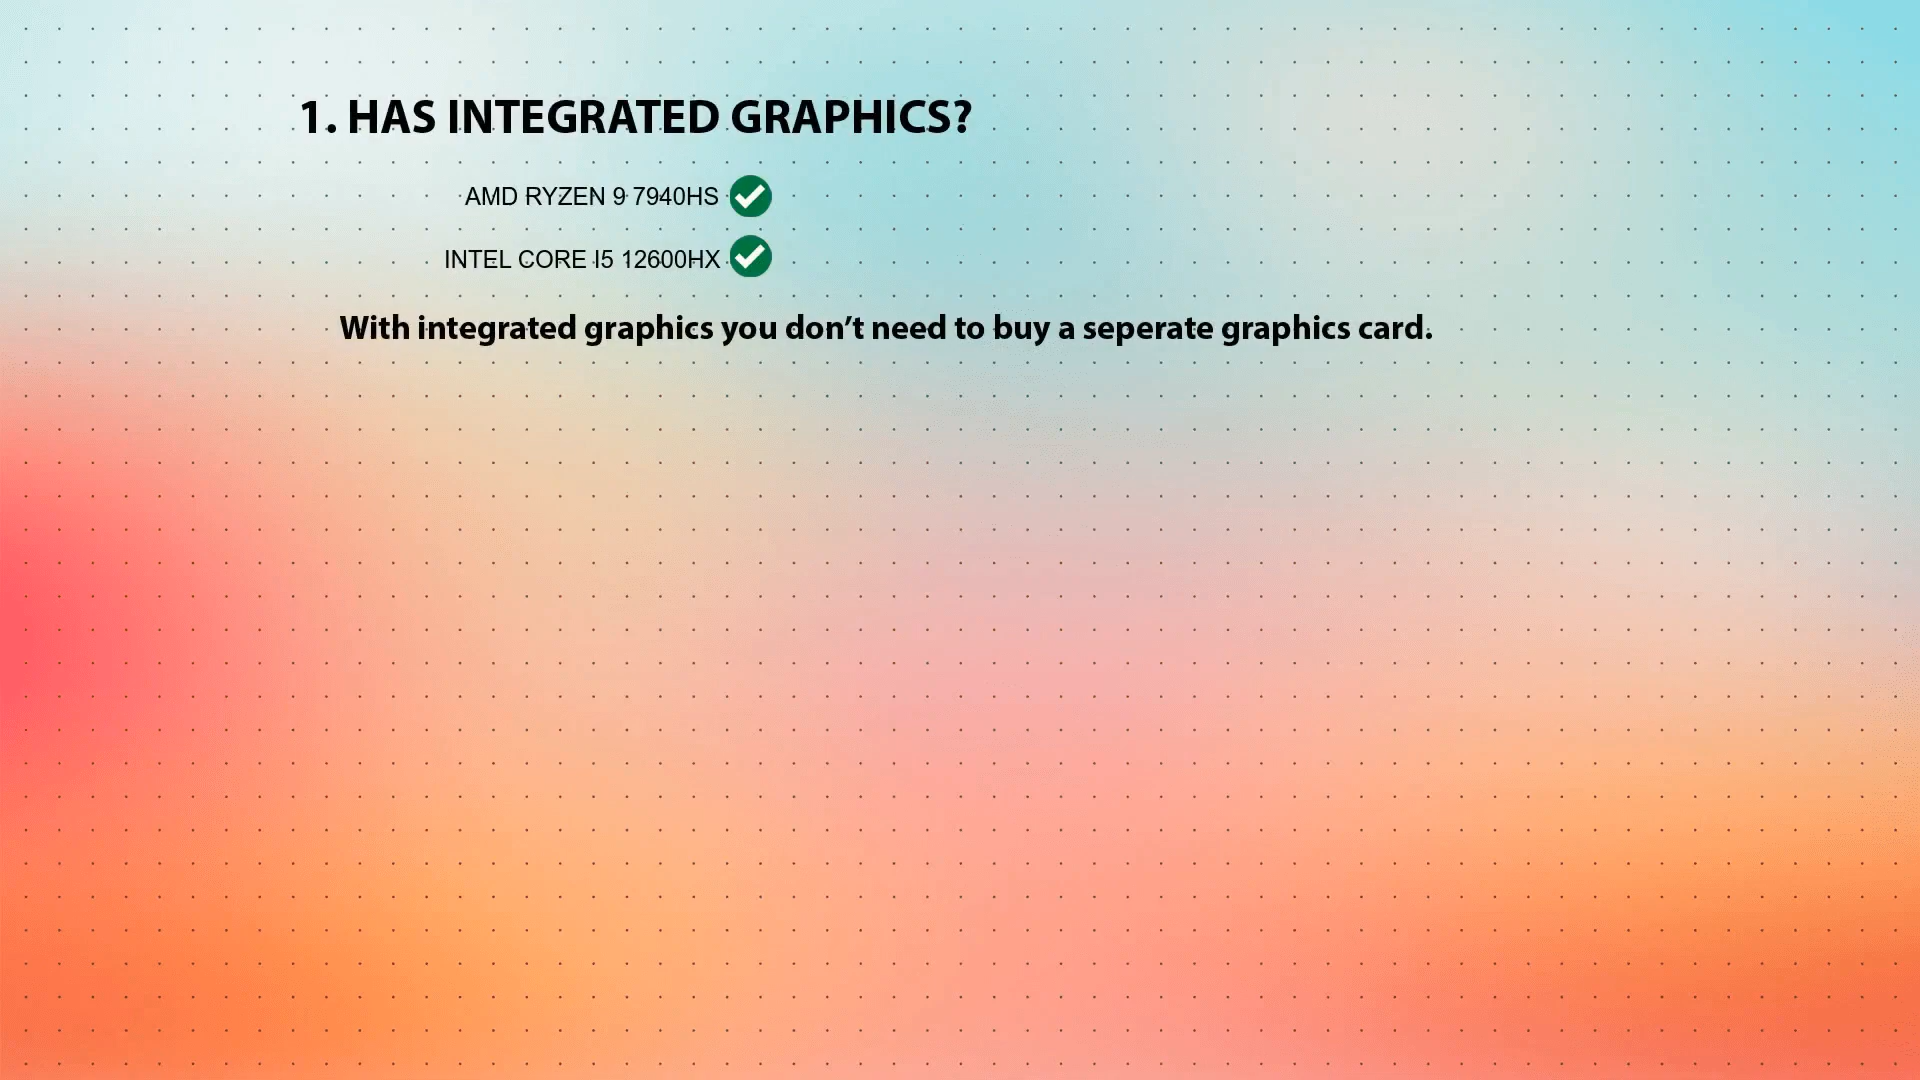 1. HAS INTEGRATED GRAPHICS?
AMD RYZEN 9 7940HS
INTEL CORE I5 12600HX
With integrated graphics you don’t need to buy a seperate graphics card.